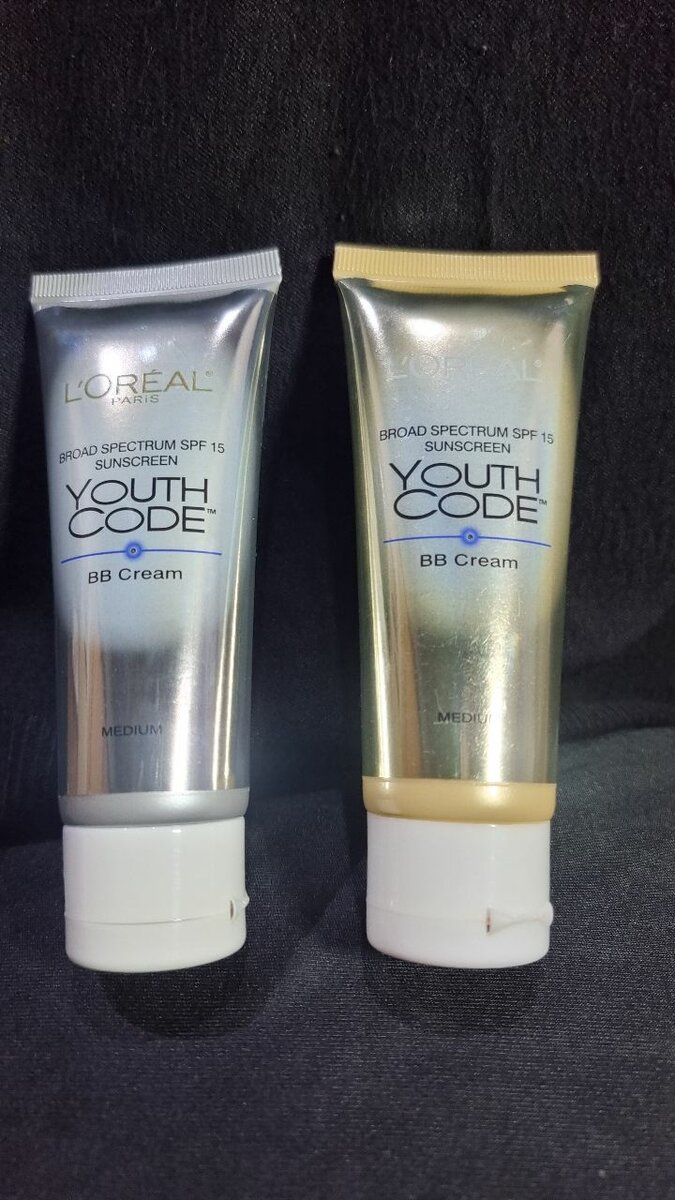 L'ORÉAL®
PARIS
BROAD SPECTRUM SPF 15
SUNSCREEN
YOUTH
CODE™
BB Cream
MEDIUM
L'ORÉAL®
BROAD SPECTRUM SPF 15
SUNSCREEN
YOUTH
CODE™
BB Cream
MEDIUM